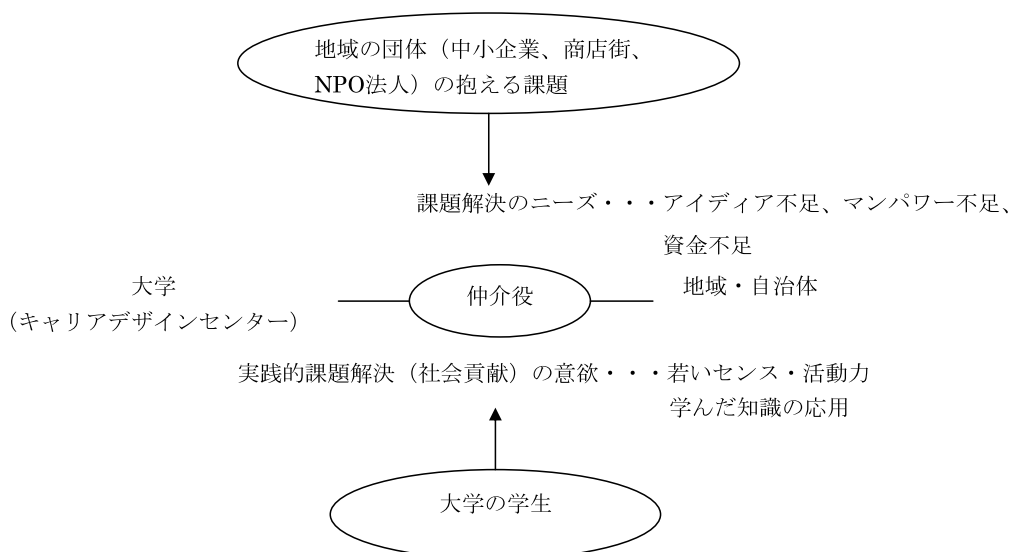 地域の団体（中小企業、商店街、
NPO法人）の抱える課題
課題解決のニーズ・・・アイディア不足、マンパワー不足、
資金不足
大学
（キャリアデザインセンター）
仲介役
地域・自治体
実践的課題解決（社会貢献）の意欲・・・若いセンス・活動力
学んだ知識の応用
大学の学生